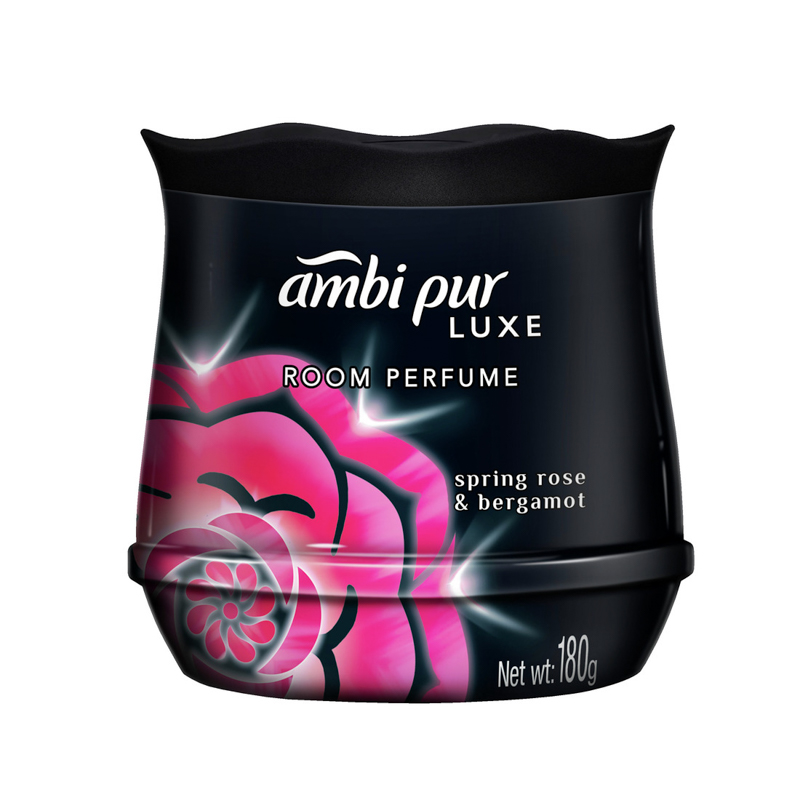 ambi pur
LUXE
ROOM PERFUME
spring rose
& bergamot
Net wt: 180g